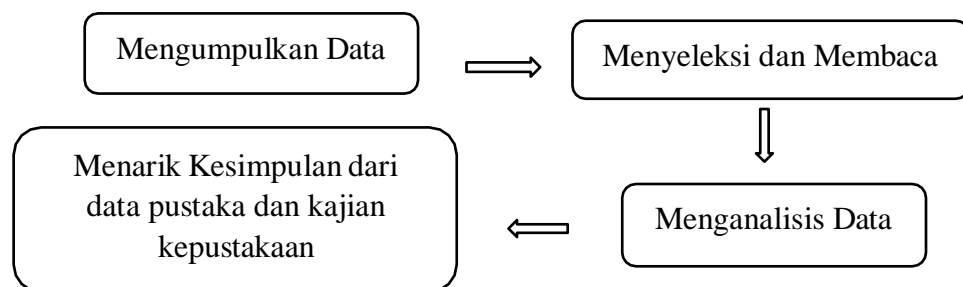 Mengumpulkan Data
Menyeleksi dan Membaca
Menganalisis Data
Menarik Kesimpulan dari
data pustaka dan kajian
kepustakaan